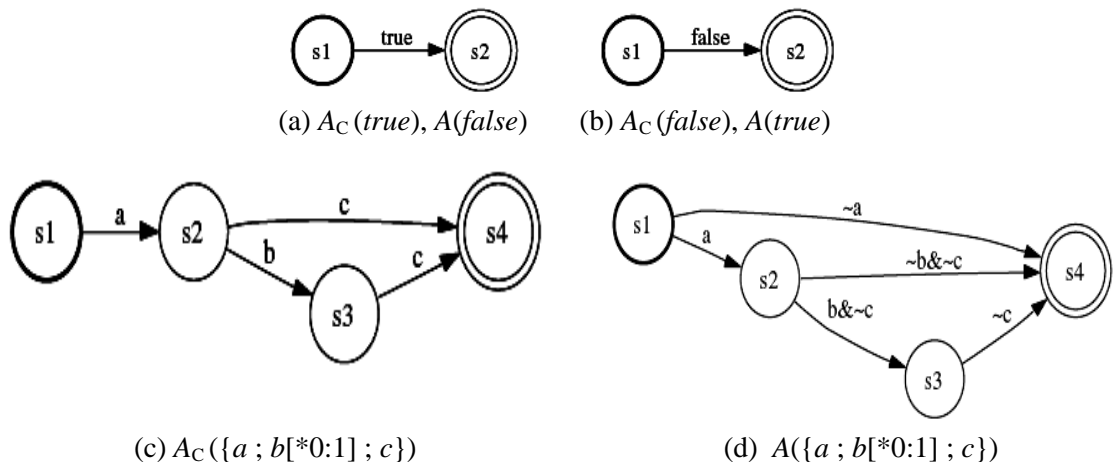 s1 true s2 s1 false s2
(a) A_C (true), A(false) (b) A_C (false), A(true)
s1 a s2 c b s3 c s4
s1 ~a a s2 ~b&~c b&~c s3 ~c s4
(c) A_C ({a ; b[*0:1] ; c}) (d) A({a ; b[*0:1] ; c})